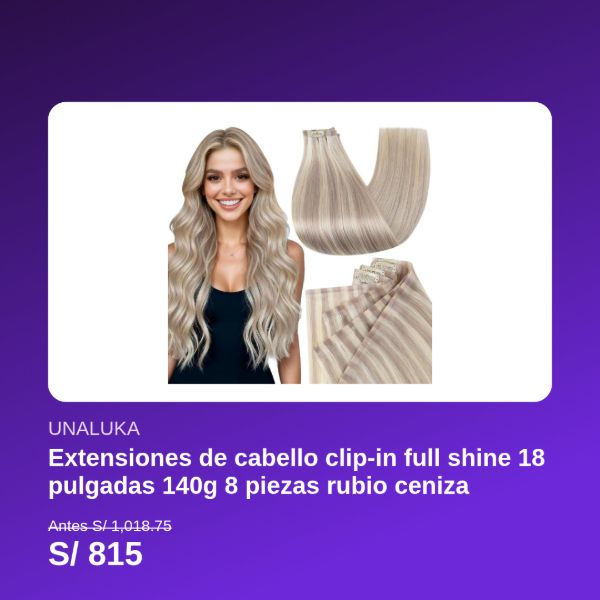 UNALUKA
Extensiones de cabello clip-in full shine 18
pulgadas 140g 8 piezas rubio ceniza
Antes S/ 1,018.75
S/ 815